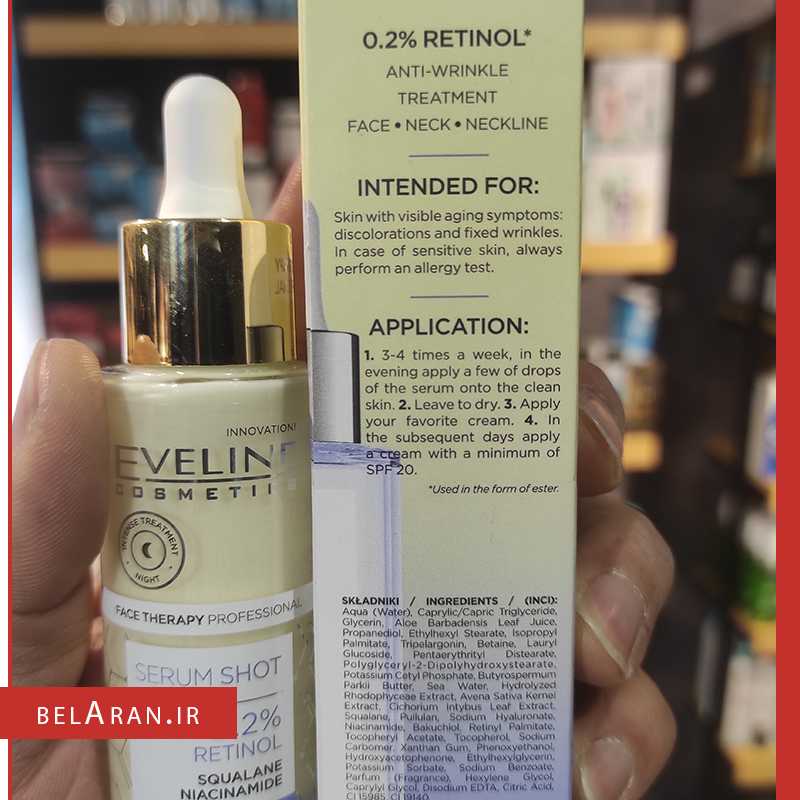 0.2% RETINOL*
ANTI-WRINKLE
TREATMENT
FACE • NECK • NECKLINE
INTENDED FOR:
Skin with visible aging symptoms:
discolorations and fixed wrinkles.
In case of sensitive skin, always
perform an allergy test.
APPLICATION:
1. 3-4 times a week, in the
evening apply a few of drops
of the serum onto the clean
skin. 2. Leave to dry. 3. Apply
your favorite cream. 4. In
the subsequent days apply
a cream with a minimum of
SPF 20.
*Used in the form of ester.
SKŁADNIKI / INGREDIENTS / (INCI):
Aqua (Water), Caprylic/Capric Triglyceride,
Glycerin, Aloe Barbadensis Leaf Juice,
Propanediol, Ethylhexyl Stearate, Isopropyl
Palmitate, Tripelargonin, Betaine, Lauryl
Glucoside, Pentaerythrityl Distearate,
Polyglyceryl-2-Dipolyhydroxystearate,
Potassium Cetyl Phosphate, Butyrospermum
Parkii Butter, Sea Water, Hydrolyzed
Rhodophyceae Extract, Avena Sativa Kernel
Extract, Cichorium Intybus Leaf Extract,
Squalane, Pullulan, Sodium Hyaluronate,
Niacinamide, Bakuchiol, Retinyl Palmitate,
Tocopheryl Acetate, Tocopherol, Sodium
Carbomer, Xanthan Gum, Phenoxyethanol,
Hydroxyacetophenone, Ethylhexylglycerin,
Potassium Sorbate, Sodium Benzoate,
Parfum (Fragrance), Hexylene Glycol,
Caprylyl Glycol, Disodium EDTA, Citric Acid,
CI 15985, CI 19140.
INNOVATION!
EVELINE
COSMETICS
INTENSE TREATMENT
NIGHT
FACE THERAPY PROFESSIONAL
SERUM SHOT
2%
RETINOL
SQUALANE
NIACINAMIDE
BELARAN.IR